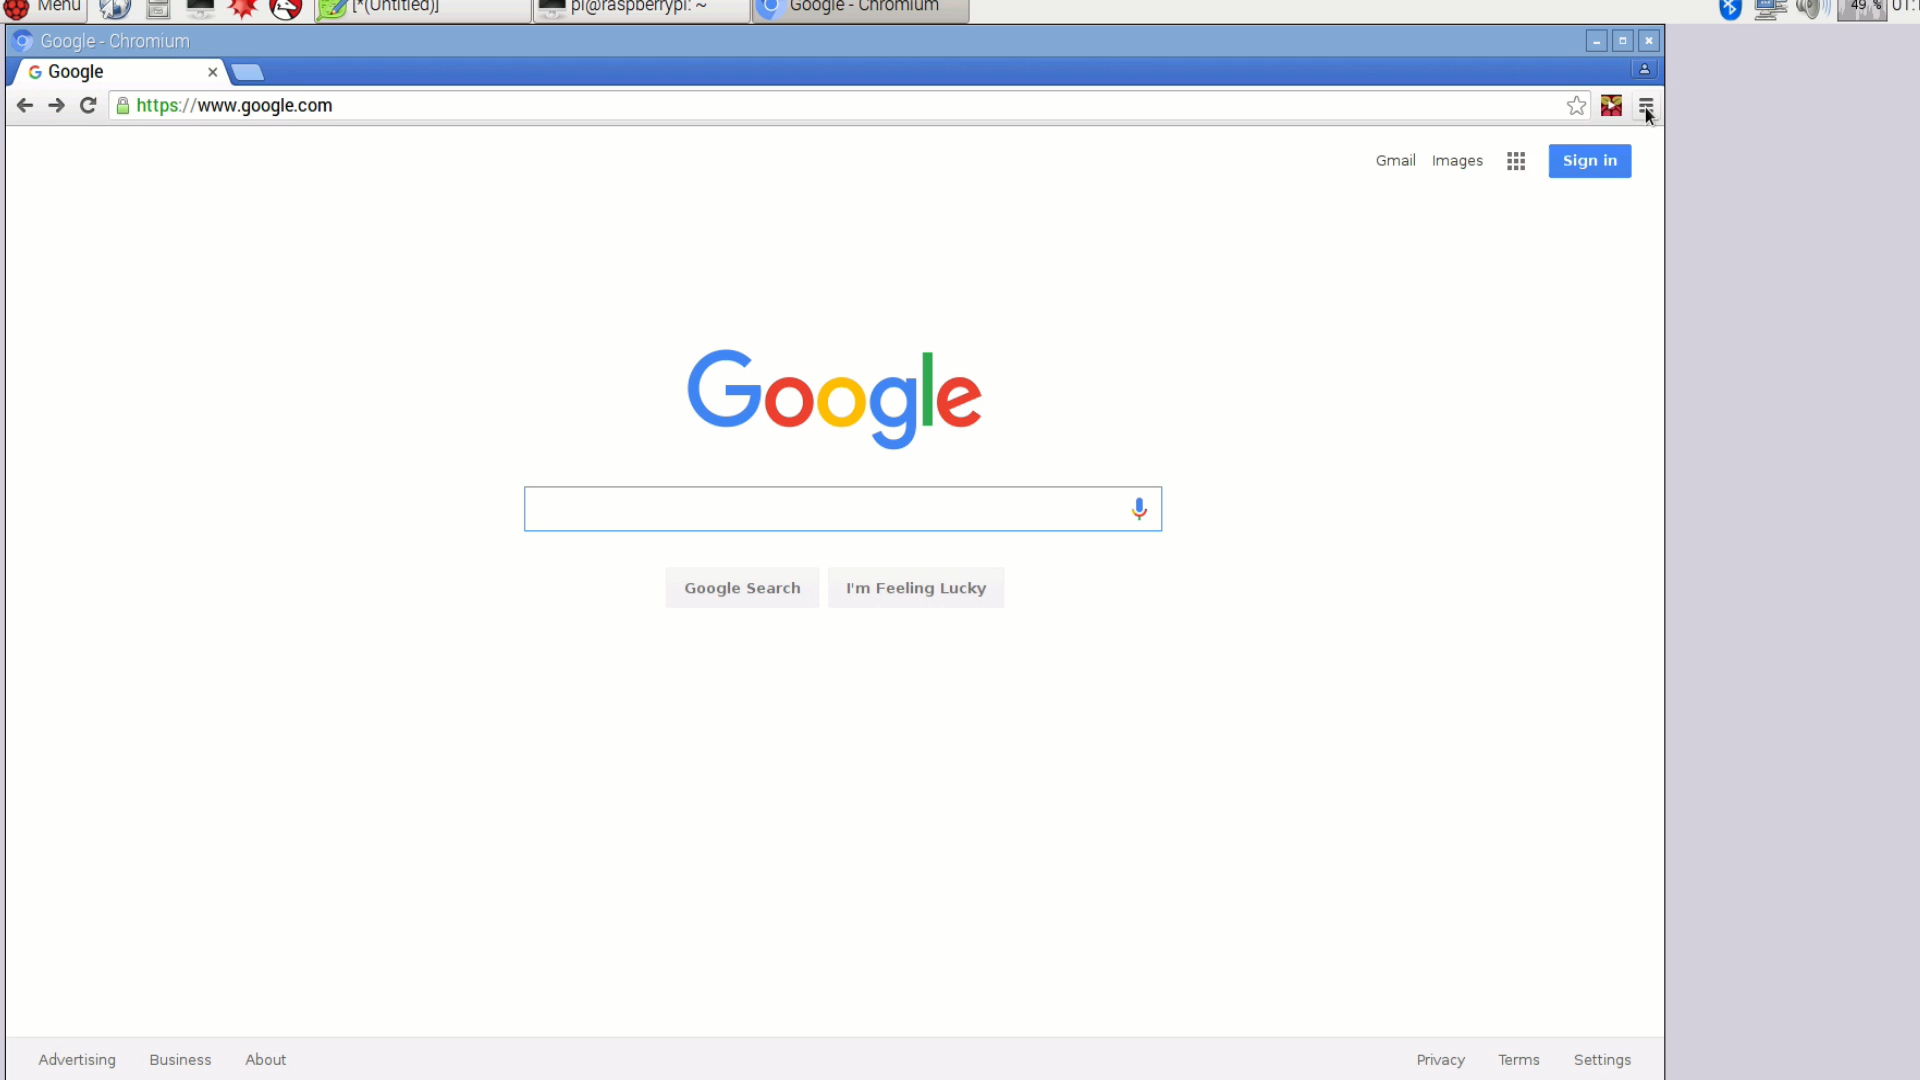 Menu [*(Untitled)] pi@raspberrypi: ~ Google - Chromium 49 %
Google - Chromium
Google
https://www.google.com
Gmail Images Sign in
Google
Google Search I'm Feeling Lucky
Advertising Business About Privacy Terms Settings